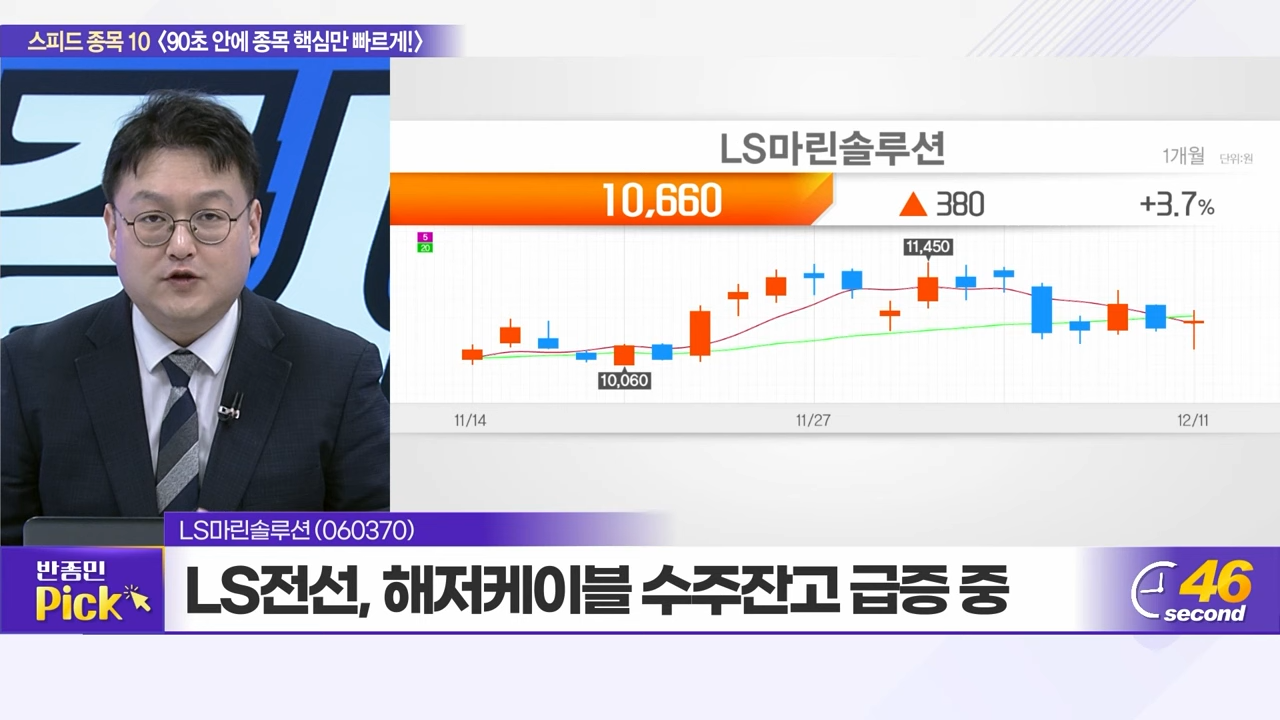 스피드 종목 10 〈90초 안에 종목 핵심만 빠르게!〉
LS마린솔루션
1개월 단위:원
10,660 ▲ 380 +3.7%
5
20
11,450
10,060
11/14 11/27 12/11
LS마린솔루션(060370)
반종민
Pick
LS전선, 해저케이블 수주잔고 급증 중
46
second